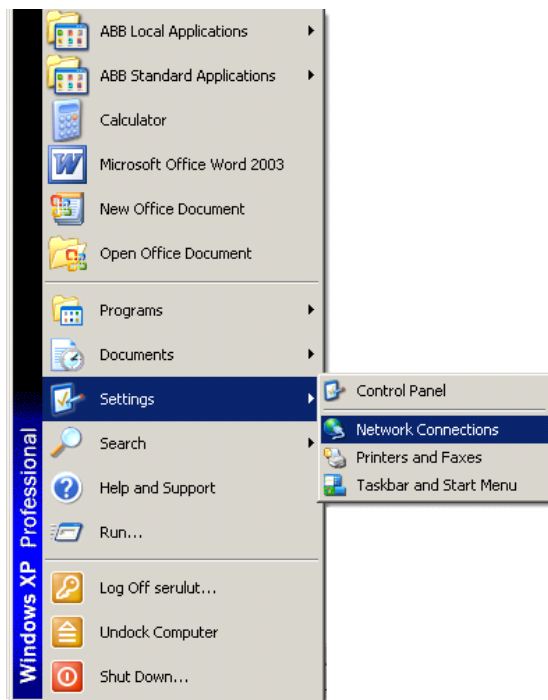 ABB Local Applications
ABB Standard Applications
Calculator
Microsoft Office Word 2003
New Office Document
Open Office Document
Programs
Documents
Settings
Search
Help and Support
Run...
Log Off serulut...
Undock Computer
Shut Down...
Control Panel
Network Connections
Printers and Faxes
Taskbar and Start Menu
Windows XP Professional